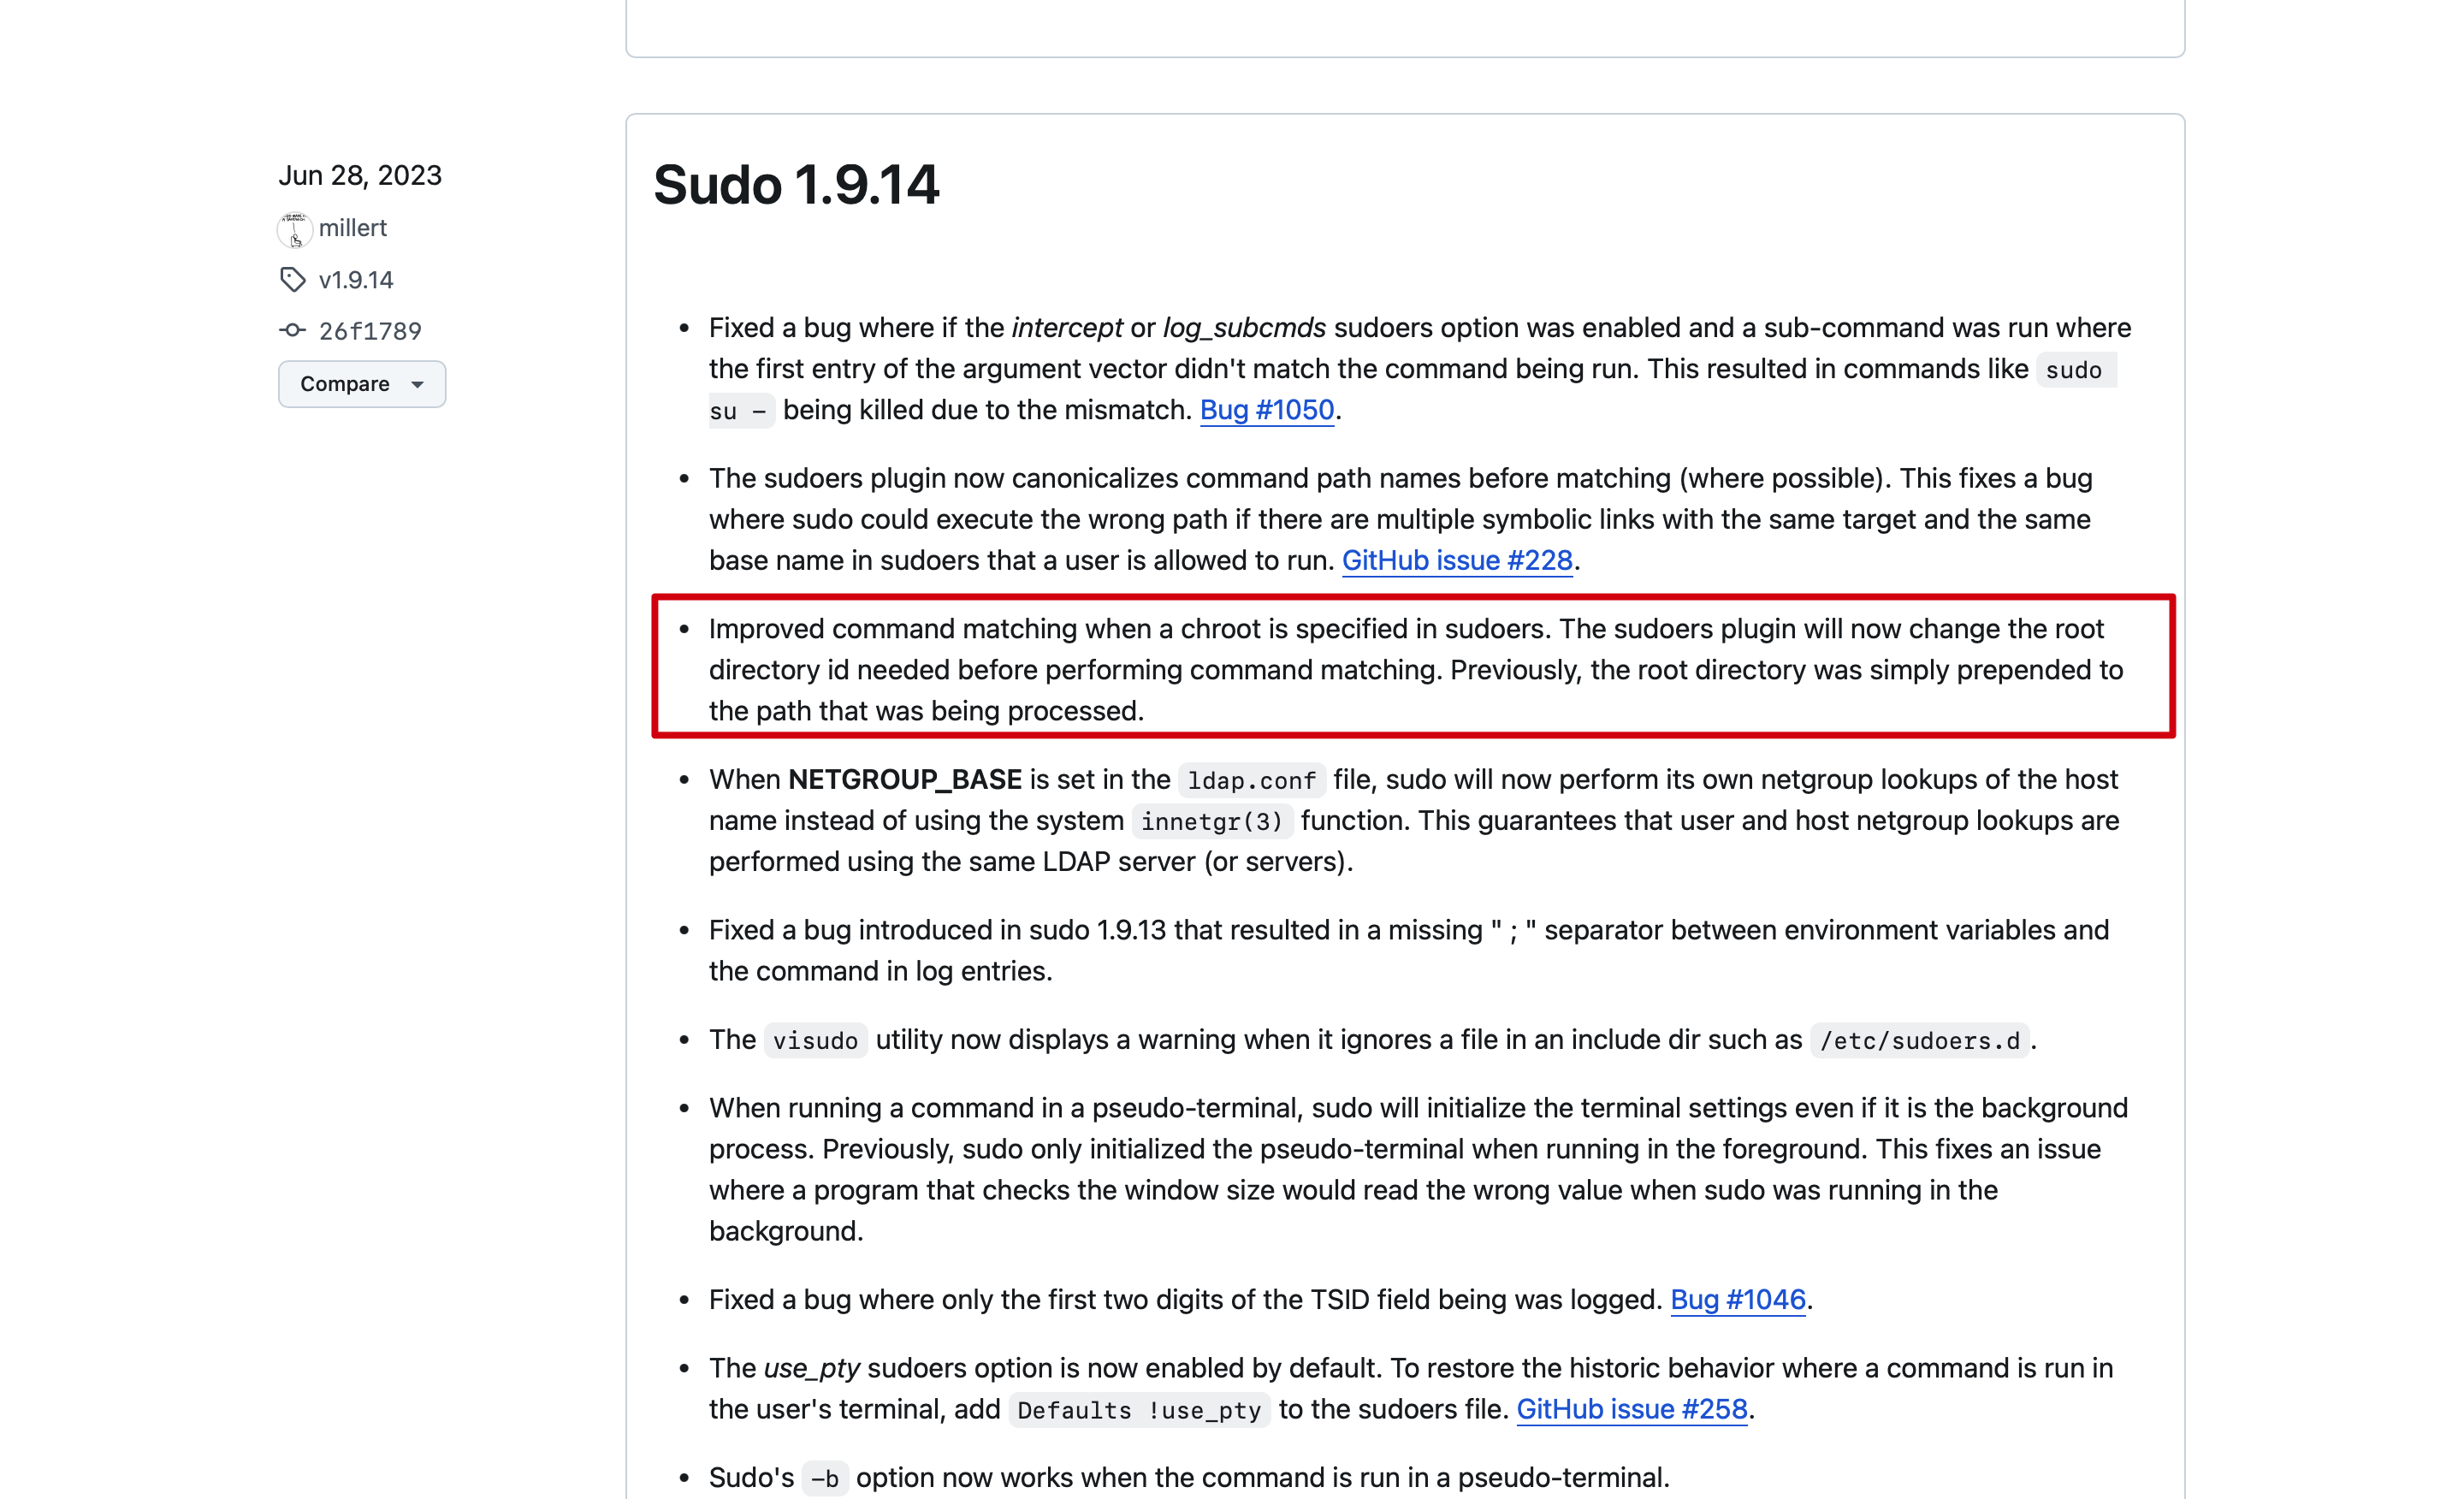 Jun 28, 2023
millert
v1.9.14
26f1789
Compare
Sudo 1.9.14
• Fixed a bug where if the intercept or log_subcmds sudoers option was enabled and a sub-command was run where
the first entry of the argument vector didn't match the command being run. This resulted in commands like sudo
su - being killed due to the mismatch. Bug #1050.
• The sudoers plugin now canonicalizes command path names before matching (where possible). This fixes a bug
where sudo could execute the wrong path if there are multiple symbolic links with the same target and the same
base name in sudoers that a user is allowed to run. GitHub issue #228.
• Improved command matching when a chroot is specified in sudoers. The sudoers plugin will now change the root
directory id needed before performing command matching. Previously, the root directory was simply prepended to
the path that was being processed.
• When NETGROUP_BASE is set in the ldap.conf file, sudo will now perform its own netgroup lookups of the host
name instead of using the system innetgr(3) function. This guarantees that user and host netgroup lookups are
performed using the same LDAP server (or servers).
• Fixed a bug introduced in sudo 1.9.13 that resulted in a missing " ; " separator between environment variables and
the command in log entries.
• The visudo utility now displays a warning when it ignores a file in an include dir such as /etc/sudoers.d.
• When running a command in a pseudo-terminal, sudo will initialize the terminal settings even if it is the background
process. Previously, sudo only initialized the pseudo-terminal when running in the foreground. This fixes an issue
where a program that checks the window size would read the wrong value when sudo was running in the
background.
• Fixed a bug where only the first two digits of the TSID field being was logged. Bug #1046.
• The use_pty sudoers option is now enabled by default. To restore the historic behavior where a command is run in
the user's terminal, add Defaults !use_pty to the sudoers file. GitHub issue #258.
• Sudo's -b option now works when the command is run in a pseudo-terminal.